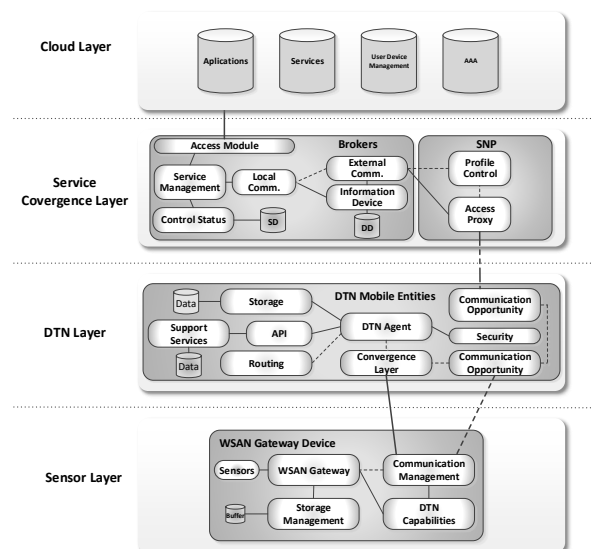 Cloud Layer
Aplications
Services
User Device
Management
AAA
Service
Covergence Layer
Access Module
Brokers
SNP
Service
Management
Local
Comm.
External
Comm.
Profile
Control
Information
Device
Control Status
SD
DD
Access
Proxy
DTN Layer
DTN Mobile Entities
Data
Storage
Communication
Opportunity
Support
Services
API
DTN Agent
Security
Data
Routing
Convergence
Layer
Communication
Opportunity
Sensor Layer
WSAN Gateway Device
Sensors
WSAN Gateway
Communication
Management
Buffer
Storage
Management
DTN
Capabilities